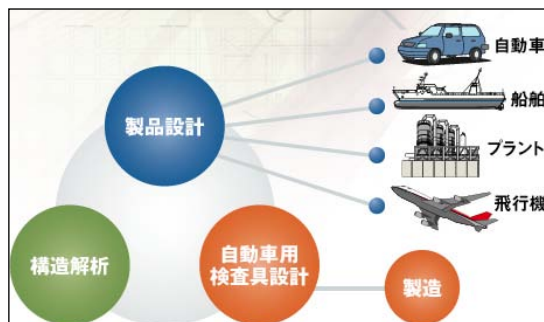 自動車
船舶
製品設計
プラント
飛行機
構造解析
自動車用
検査具設計
製造